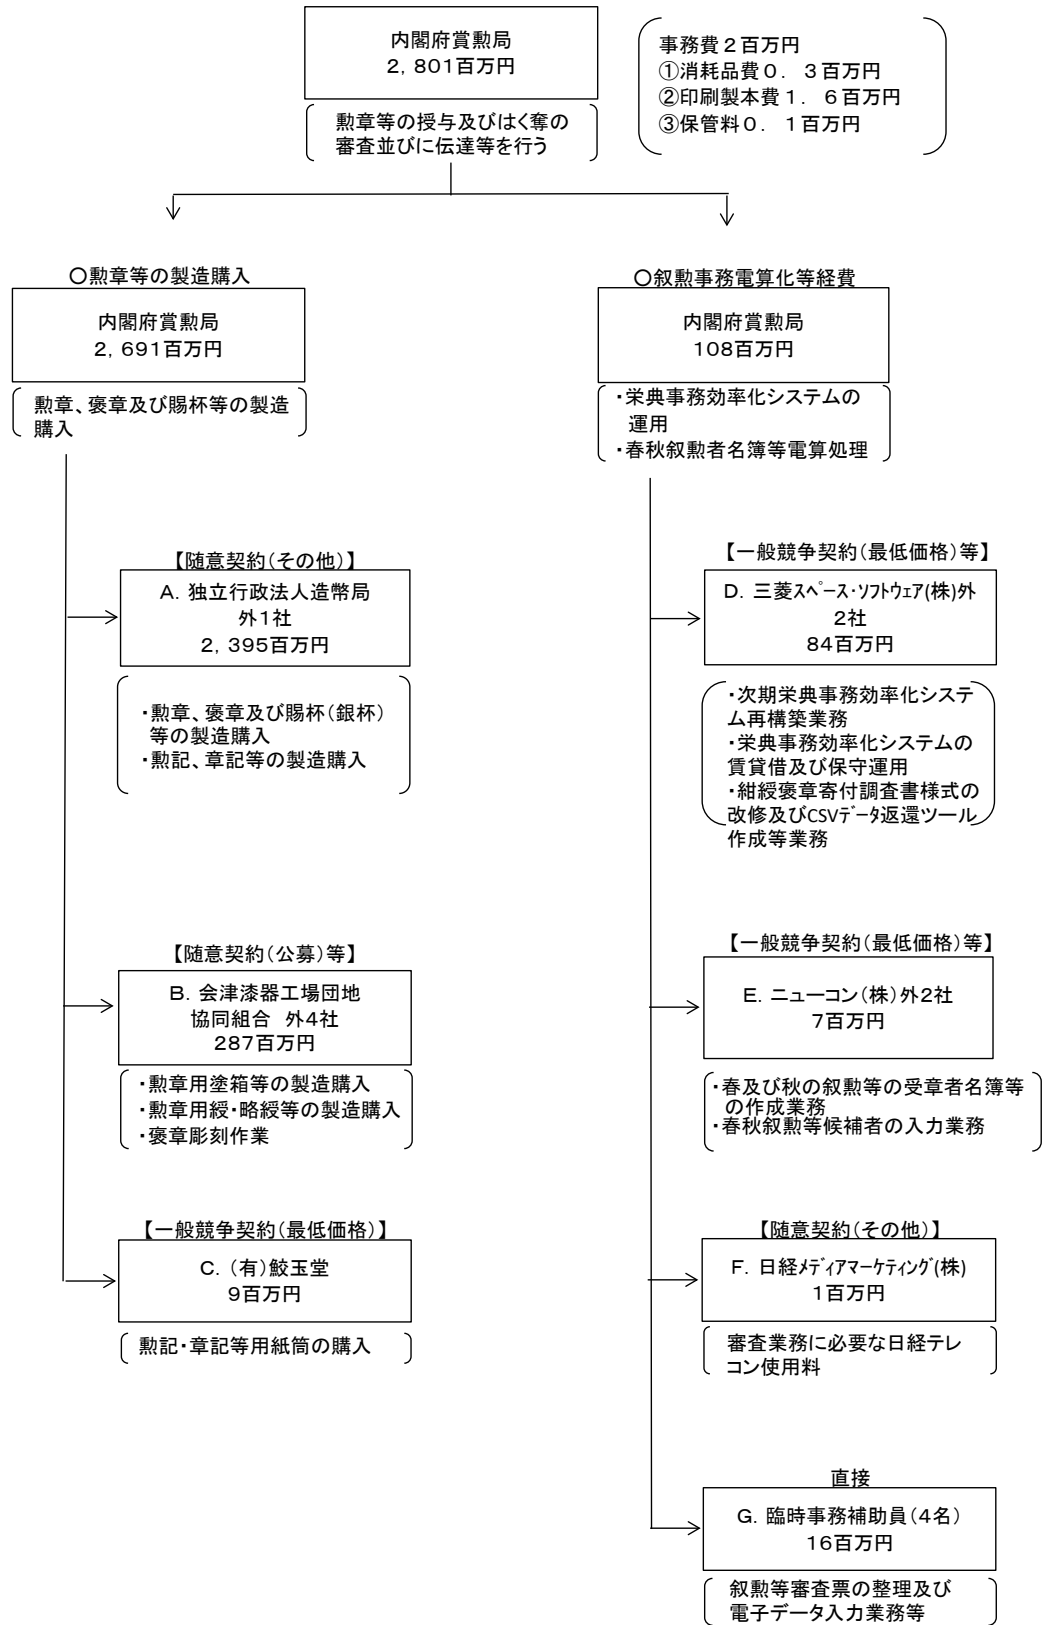 内閣府賞勲局
2，801百万円
事務費２百万円
①消耗品費０．３百万円
②印刷製本費１．６百万円
③保管料０．１百万円
勲章等の授与及びはく奪の
審査並びに伝達等を行う
○勲章等の製造購入
内閣府賞勲局
2，691百万円
勲章、褒章及び賜杯等の製造
購入
【随意契約（その他）】
A．独立行政法人造幣局
外１社
2，395百万円
・勲章、褒章及び賜杯（銀杯）
等の製造購入
・勲記、章記等の製造購入
【随意契約（公募）等】
B．会津漆器工場団地
協同組合　外4社
287百万円
・勲章用塗箱等の製造購入
・勲章用綬・略綬等の製造購入
・褒章彫刻作業
【一般競争契約（最低価格）】
C．（有）鮫玉堂
9百万円
勲記・章記等用紙筒の購入
○叙勲事務電算化等経費
内閣府賞勲局
108百万円
・栄典事務効率化システムの
運用
・春秋叙勲者名簿等電算処理
【一般競争契約（最低価格）等】
D．三菱スペース・ソフトウェア(株)外
2社
84百万円
・次期栄典事務効率化システ
ム再構築業務
・栄典事務効率化システムの
賃貸借及び保守運用
・紺綬褒章寄付調査書様式の
改修及びCSVデータ返還ツール
作成等業務
【一般競争契約（最低価格）等】
E．ニューコン（株）外2社
7百万円
・春及び秋の叙勲等の受章者名簿等
の作成業務
・春秋叙勲等候補者の入力業務
【随意契約（その他）】
F．日経メディアマーケティング(株)
1百万円
審査業務に必要な日経テレ
コン使用料
直接
G．臨時事務補助員（4名）
16百万円
叙勲等審査票の整理及び
電子データ入力業務等